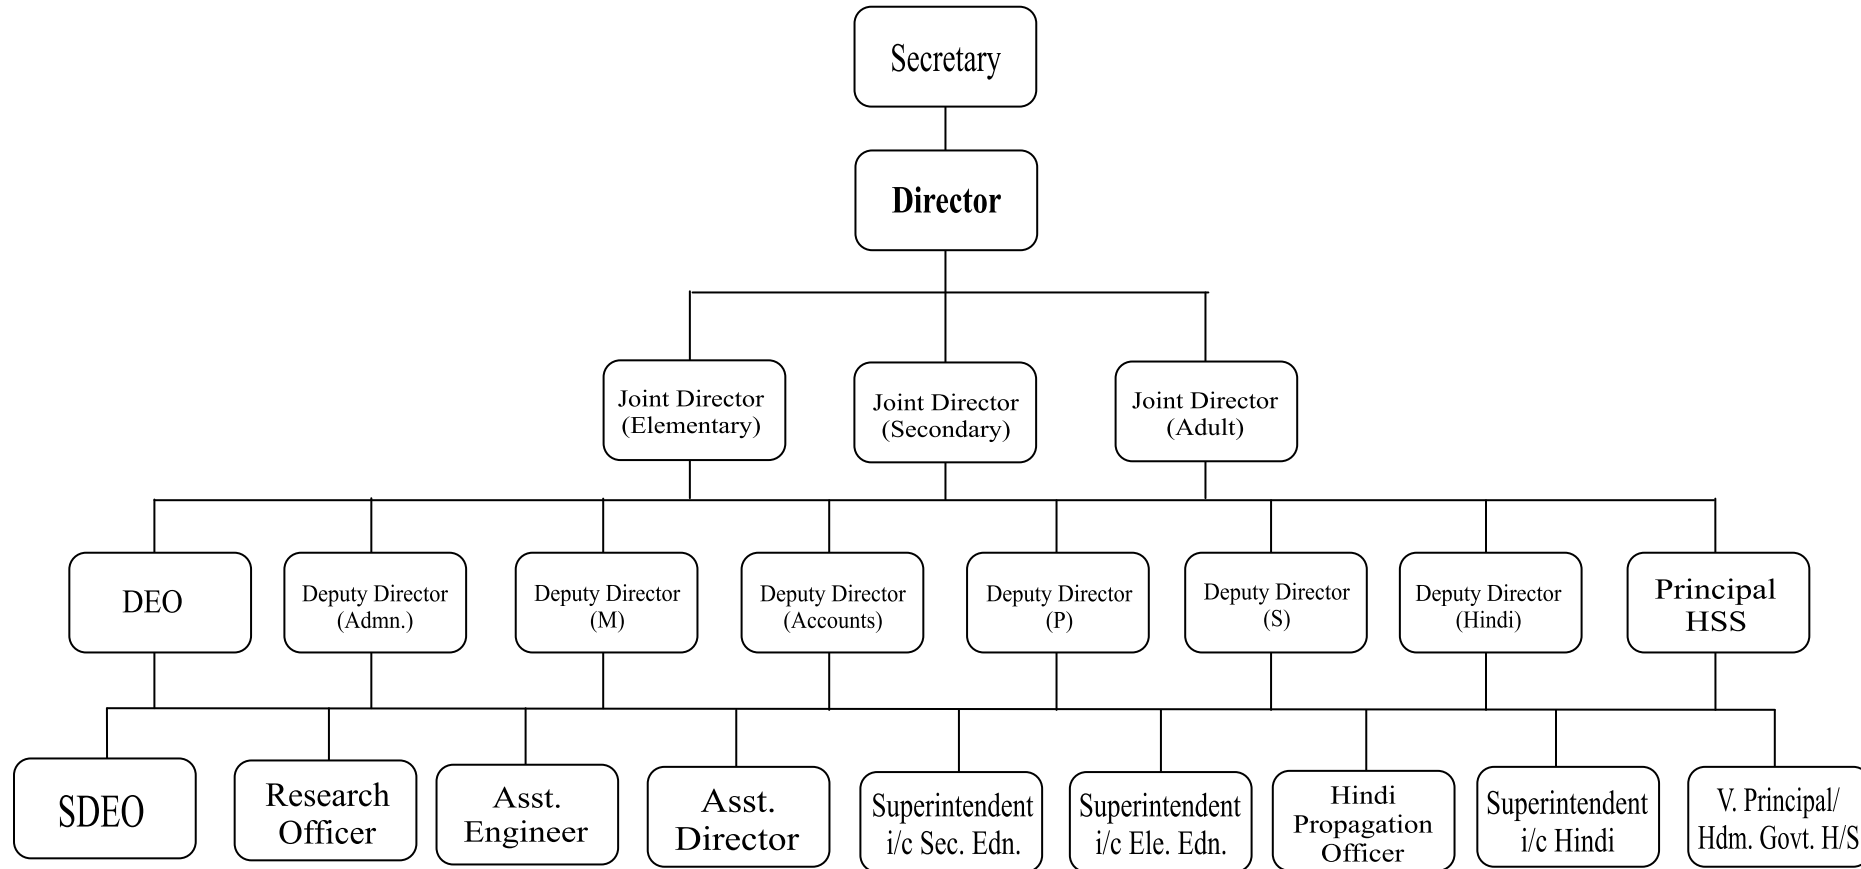 Secretary
Director
Joint Director
(Elementary)
Joint Director
(Secondary)
Joint Director
(Adult)
DEO
Deputy Director
(Admn.)
Deputy Director
(M)
Deputy Director
(Accounts)
Deputy Director
(P)
Deputy Director
(S)
Deputy Director
(Hindi)
Principal
HSS
SDEO
Research
Officer
Asst.
Engineer
Asst.
Director
Superintendent
i/c Sec. Edn.
Superintendent
i/c Ele. Edn.
Hindi
Propagation
Officer
Superintendent
i/c Hindi
V. Principal/
Hdm. Govt. H/S